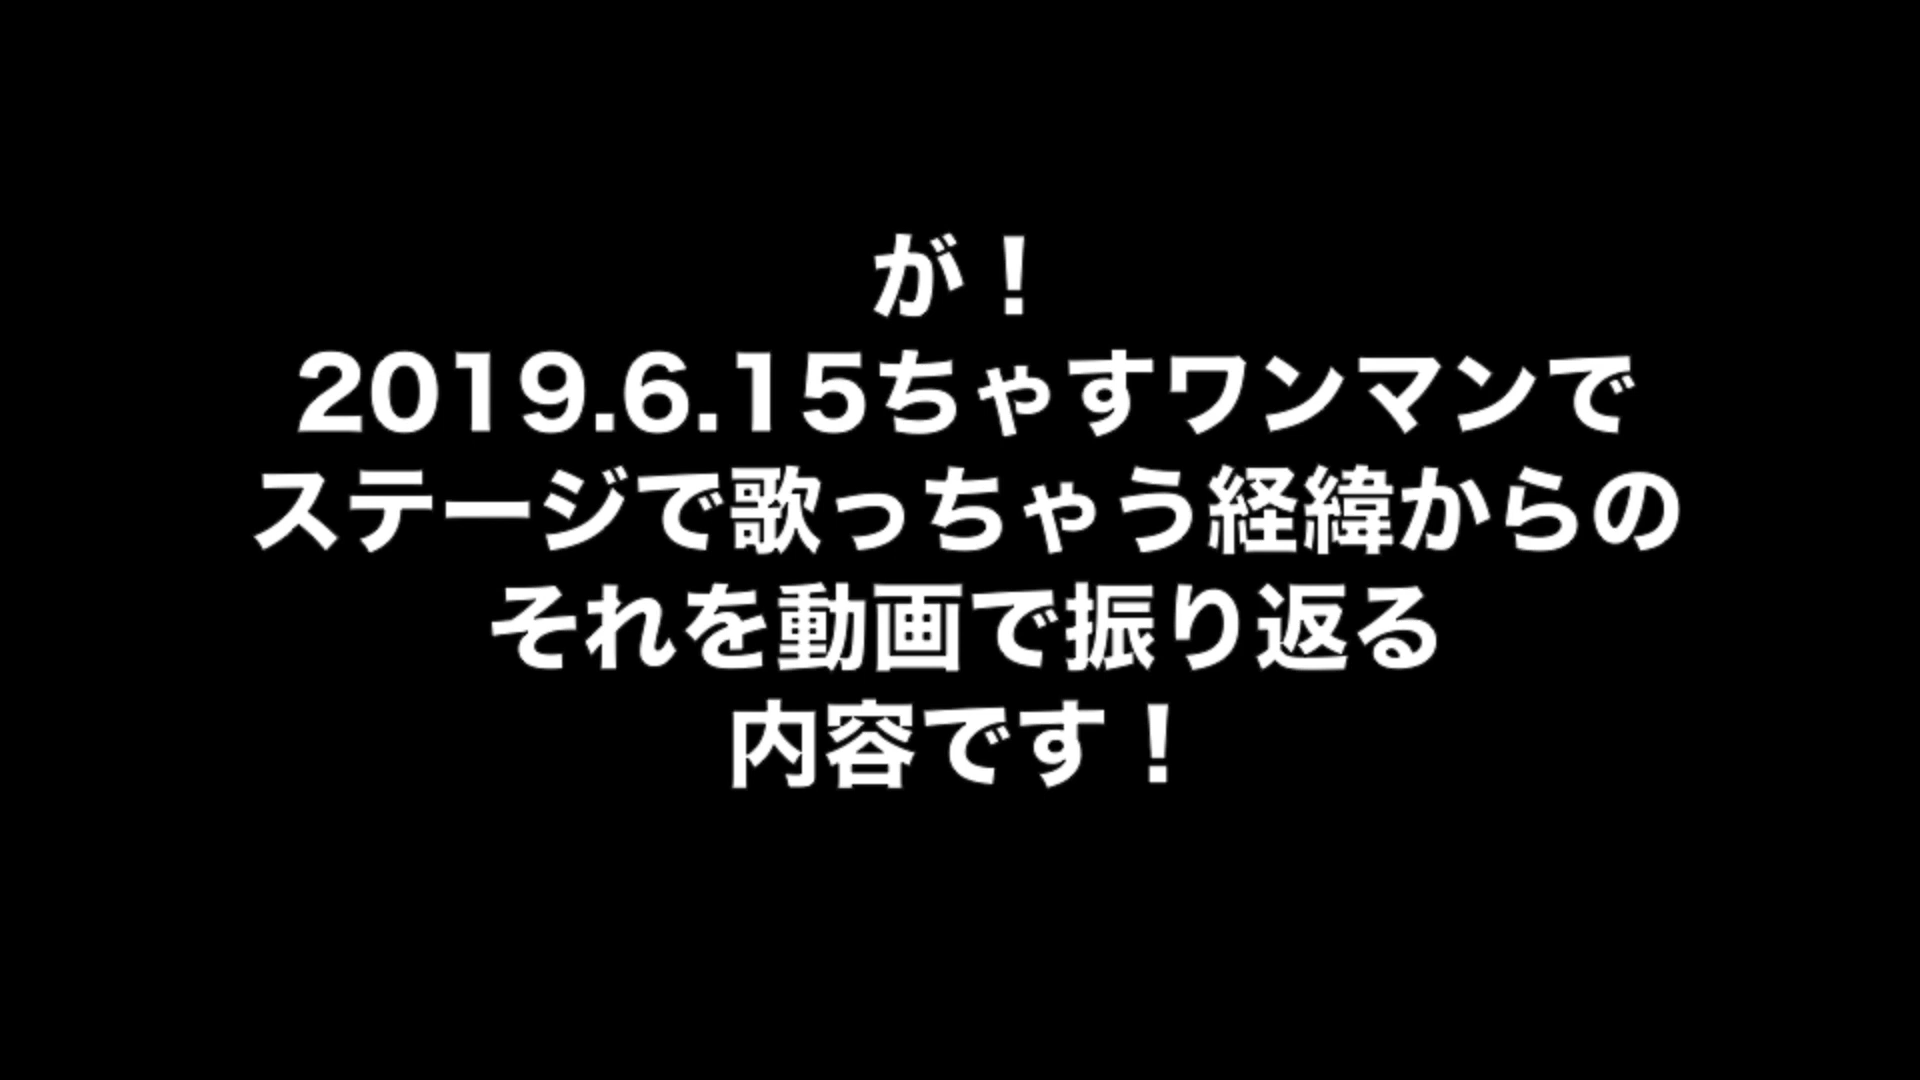 が！
2019.6.15ちゃすワンマンで
ステージで歌っちゃう経緯からの
それを動画で振り返る
内容です！